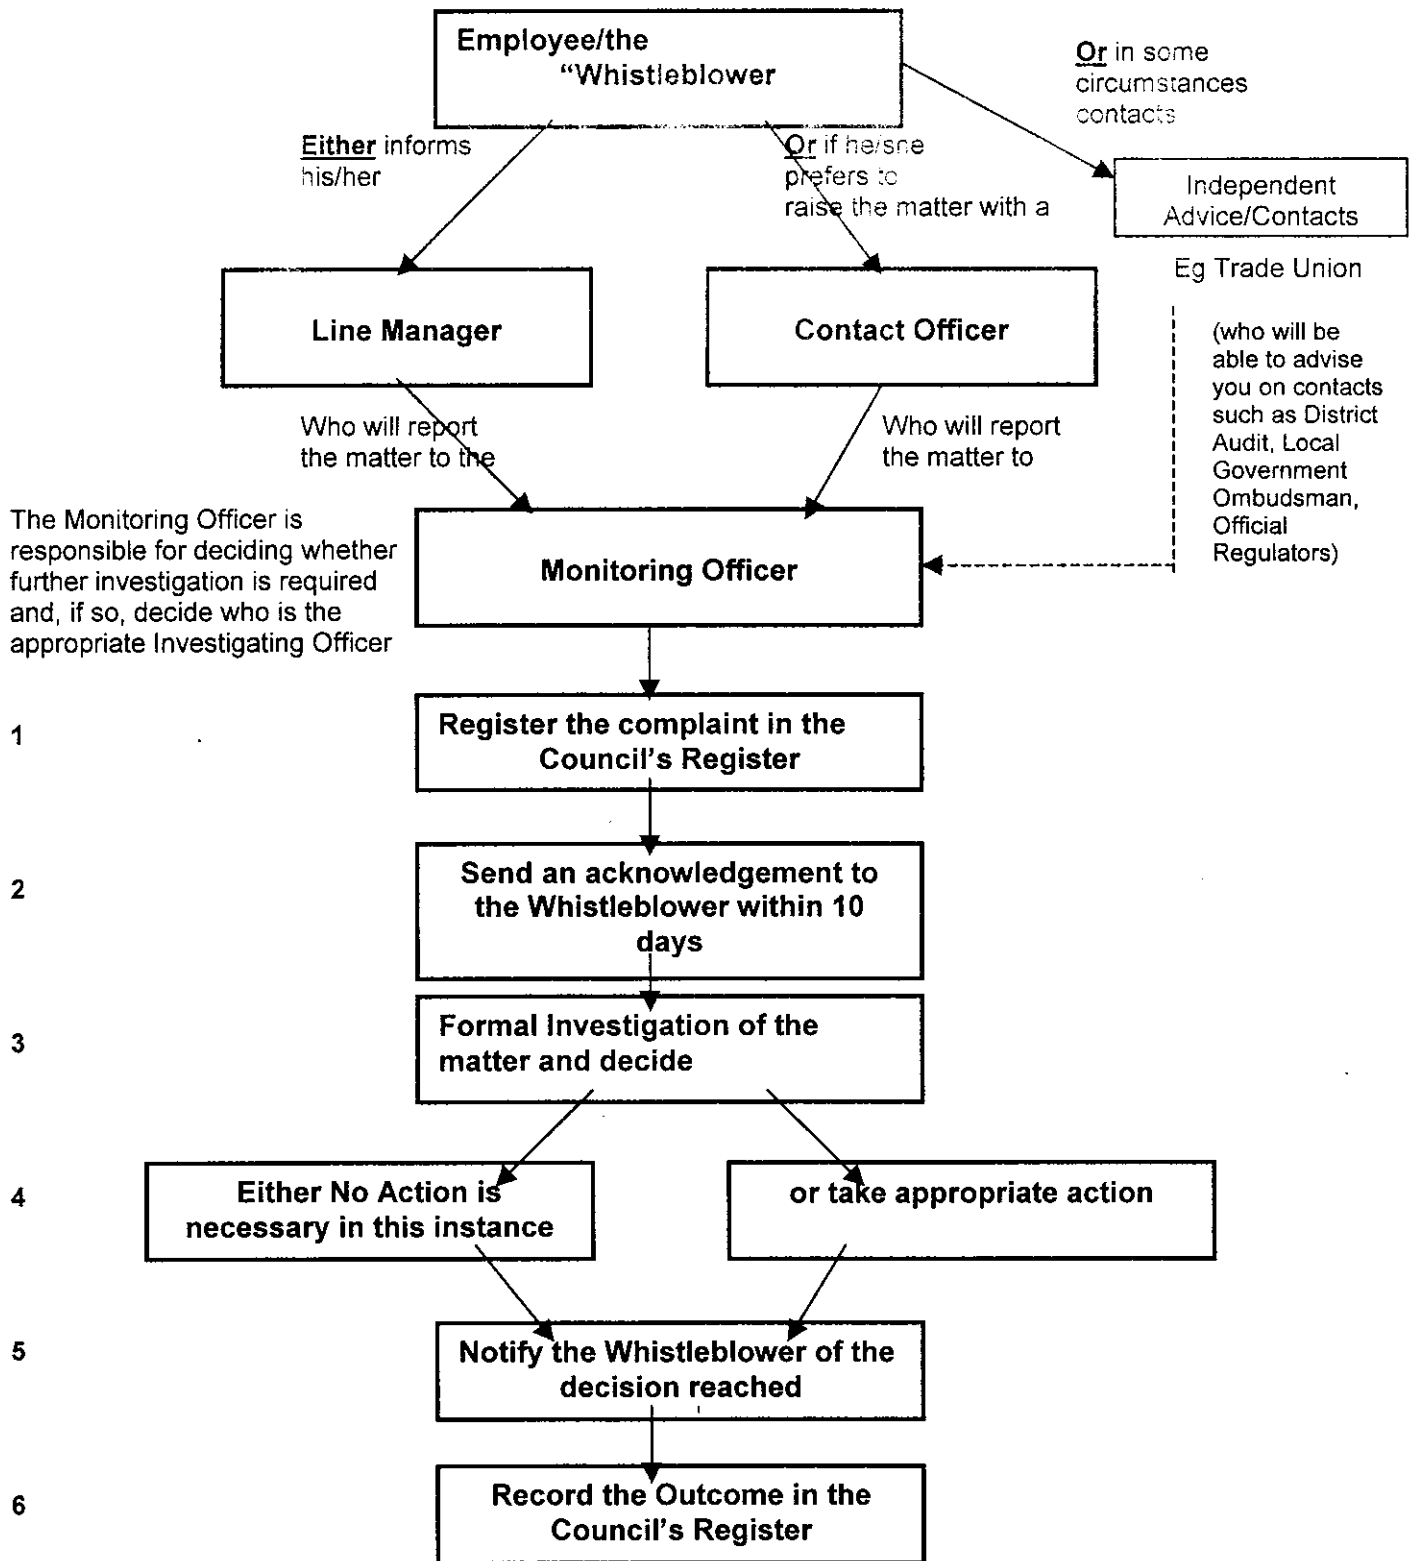 Employee/the
"Whistleblower
Or in some
circumstances
contacts
Either informs
his/her
Or if he/she
prefers to
raise the matter with a
Independent
Advice/Contacts
Eg Trade Union
Line Manager
Contact Officer
(who will be
able to advise
you on contacts
such as District
Audit, Local
Government
Ombudsman,
Official
Regulators)
Who will report
the matter to the
Who will report
the matter to
The Monitoring Officer is
responsible for deciding whether
further investigation is required
and, if so, decide who is the
appropriate Investigating Officer
Monitoring Officer
1
Register the complaint in the
Council's Register
2
Send an acknowledgement to
the Whistleblower within 10
days
3
Formal Investigation of the
matter and decide
4
Either No Action is
necessary in this instance
or take appropriate action
5
Notify the Whistleblower of the
decision reached
6
Record the Outcome in the
Council's Register